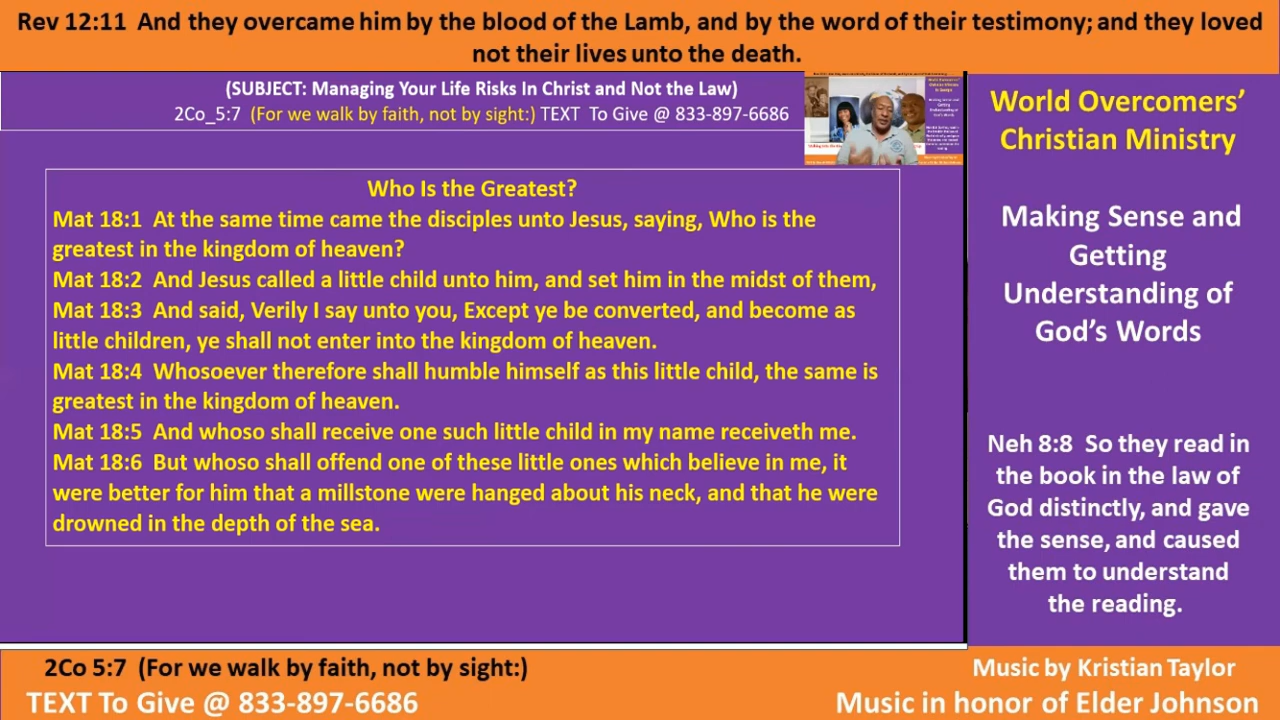 Rev 12:11 And they overcame him by the blood of the Lamb, and by the word of their testimony; and they loved
not their lives unto the death.
(SUBJECT: Managing Your Life Risks In Christ and Not the Law)
2Co_5:7 (For we walk by faith, not by sight:) TEXT To Give @ 833-897-6686
Who Is the Greatest?
Mat 18:1 At the same time came the disciples unto Jesus, saying, Who is the
greatest in the kingdom of heaven?
Mat 18:2 And Jesus called a little child unto him, and set him in the midst of them,
Mat 18:3 And said, Verily I say unto you, Except ye be converted, and become as
little children, ye shall not enter into the kingdom of heaven.
Mat 18:4 Whosoever therefore shall humble himself as this little child, the same is
greatest in the kingdom of heaven.
Mat 18:5 And whoso shall receive one such little child in my name receiveth me.
Mat 18:6 But whoso shall offend one of these little ones which believe in me, it
were better for him that a millstone were hanged about his neck, and that he were
drowned in the depth of the sea.
World Overcomers’
Christian Ministry
Making Sense and
Getting
Understanding of
God’s Words
Neh 8:8 So they read in
the book in the law of
God distinctly, and gave
the sense, and caused
them to understand
the reading.
2Co 5:7 (For we walk by faith, not by sight:)
TEXT To Give @ 833-897-6686
Music by Kristian Taylor
Music in honor of Elder Johnson